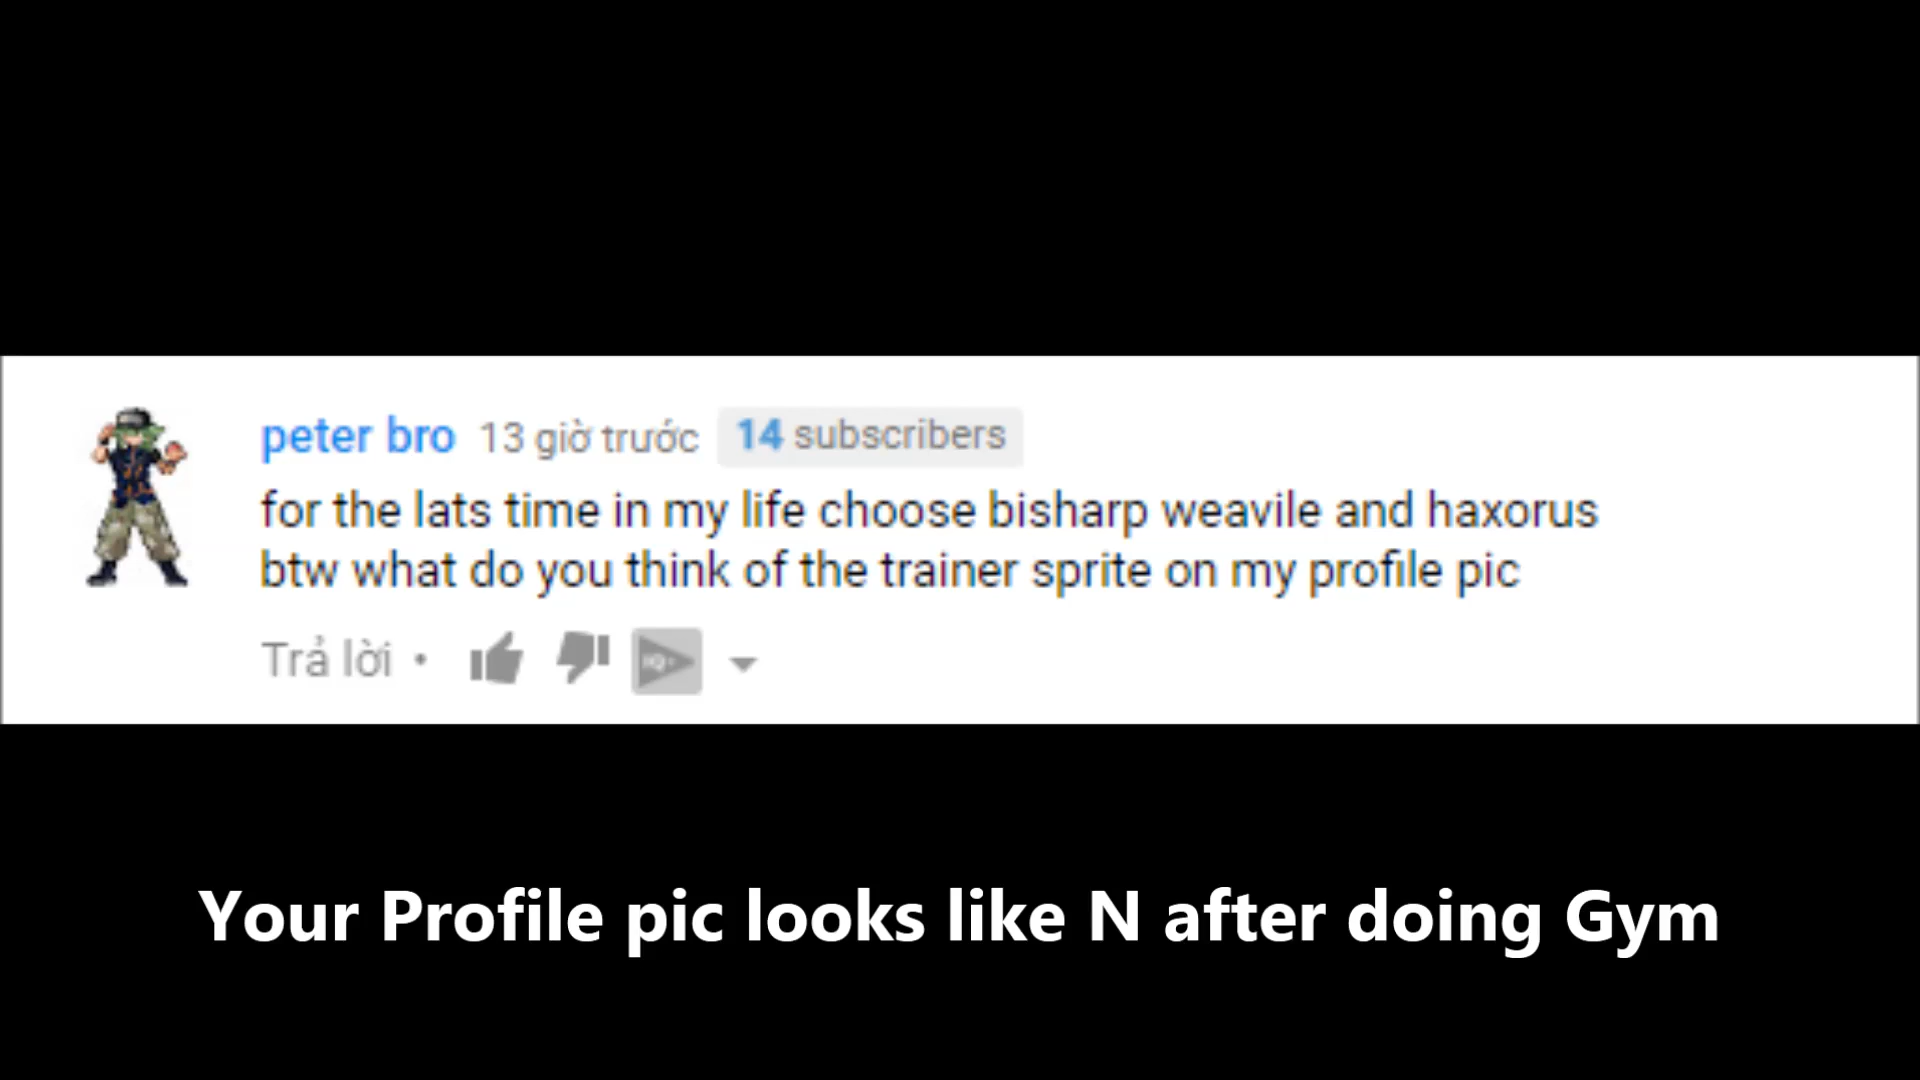 peter bro 13 giờ trước 14 subscribers
for the lats time in my life choose bisharp weavile and haxorus
btw what do you think of the trainer sprite on my profile pic
Trả lời •
Your Profile pic looks like N after doing Gym